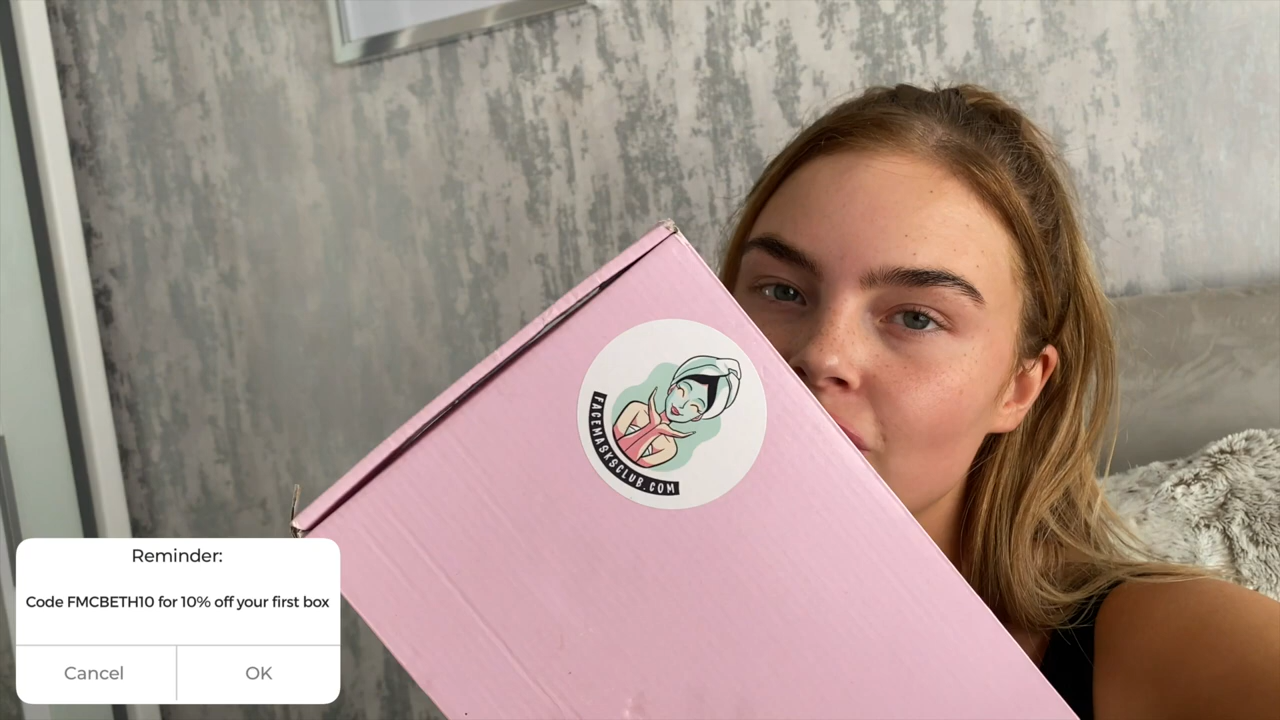 FACEMASKSCLUB.COM
Reminder:
Code FMCBETH10 for 10% off your first box
Cancel
OK